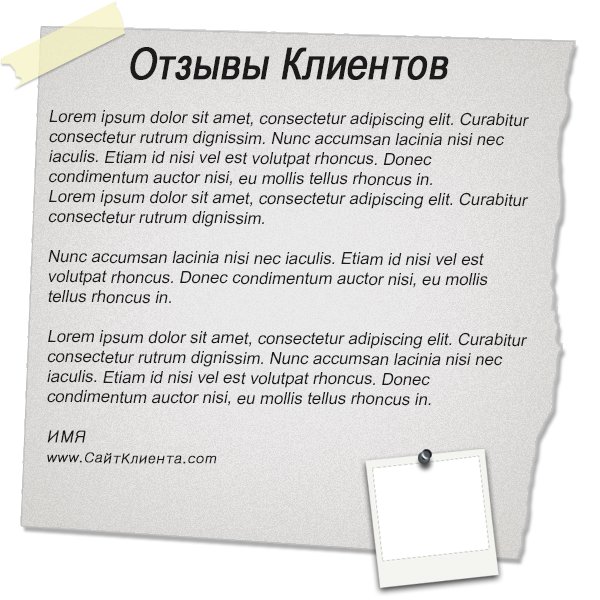 Отзывы Клиентов
Lorem ipsum dolor sit amet, consectetur adipiscing elit. Curabitur
consectetur rutrum dignissim. Nunc accumsan lacinia nisi nec
iaculis. Etiam id nisi vel est volutpat rhoncus. Donec
condimentum auctor nisi, eu mollis tellus rhoncus in.
Lorem ipsum dolor sit amet, consectetur adipiscing elit. Curabitur
consectetur rutrum dignissim.
Nunc accumsan lacinia nisi nec iaculis. Etiam id nisi vel est
volutpat rhoncus. Donec condimentum auctor nisi, eu mollis
tellus rhoncus in.
Lorem ipsum dolor sit amet, consectetur adipiscing elit. Curabitur
consectetur rutrum dignissim. Nunc accumsan lacinia nisi nec
iaculis. Etiam id nisi vel est volutpat rhoncus. Donec
condimentum auctor nisi, eu mollis tellus rhoncus in.
ИМЯ
www.СайтКлиента.com